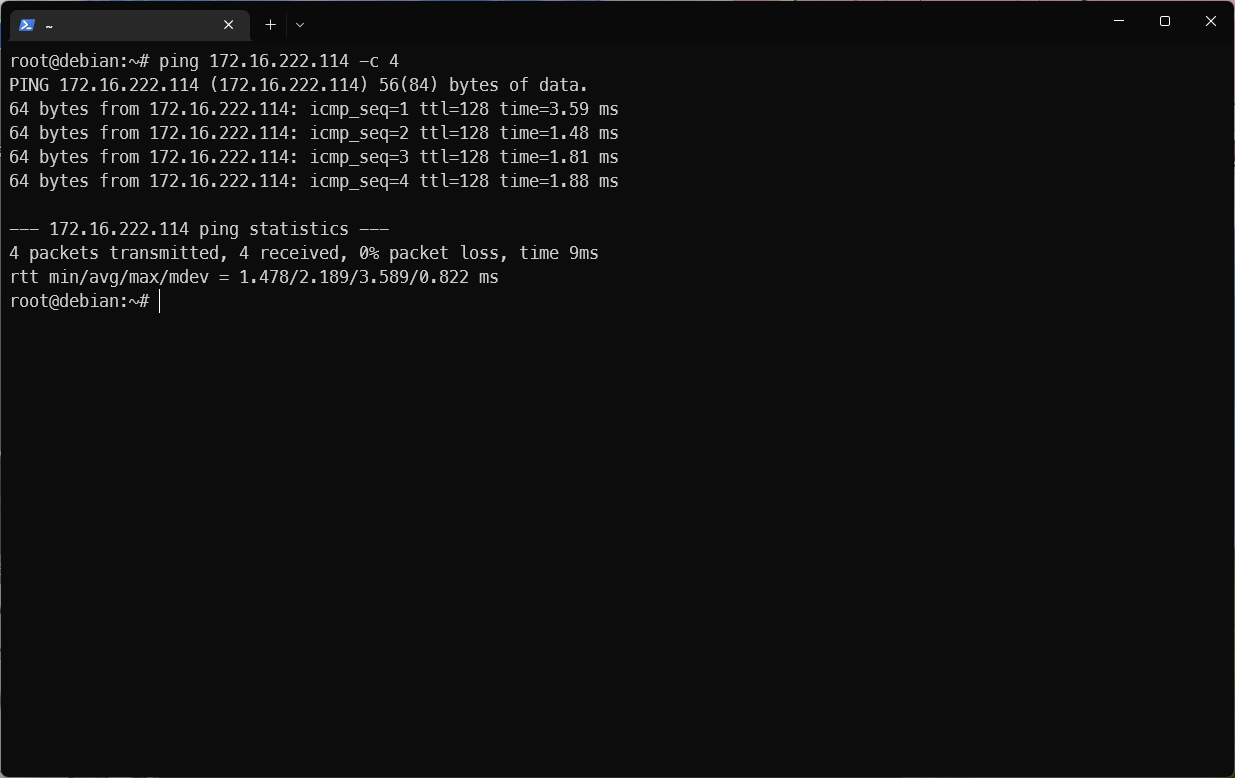 ~
root@debian:~# ping 172.16.222.114 -c 4
PING 172.16.222.114 (172.16.222.114) 56(84) bytes of data.
64 bytes from 172.16.222.114: icmp_seq=1 ttl=128 time=3.59 ms
64 bytes from 172.16.222.114: icmp_seq=2 ttl=128 time=1.48 ms
64 bytes from 172.16.222.114: icmp_seq=3 ttl=128 time=1.81 ms
64 bytes from 172.16.222.114: icmp_seq=4 ttl=128 time=1.88 ms

--- 172.16.222.114 ping statistics ---
4 packets transmitted, 4 received, 0% packet loss, time 9ms
rtt min/avg/max/mdev = 1.478/2.189/3.589/0.822 ms
root@debian:~#